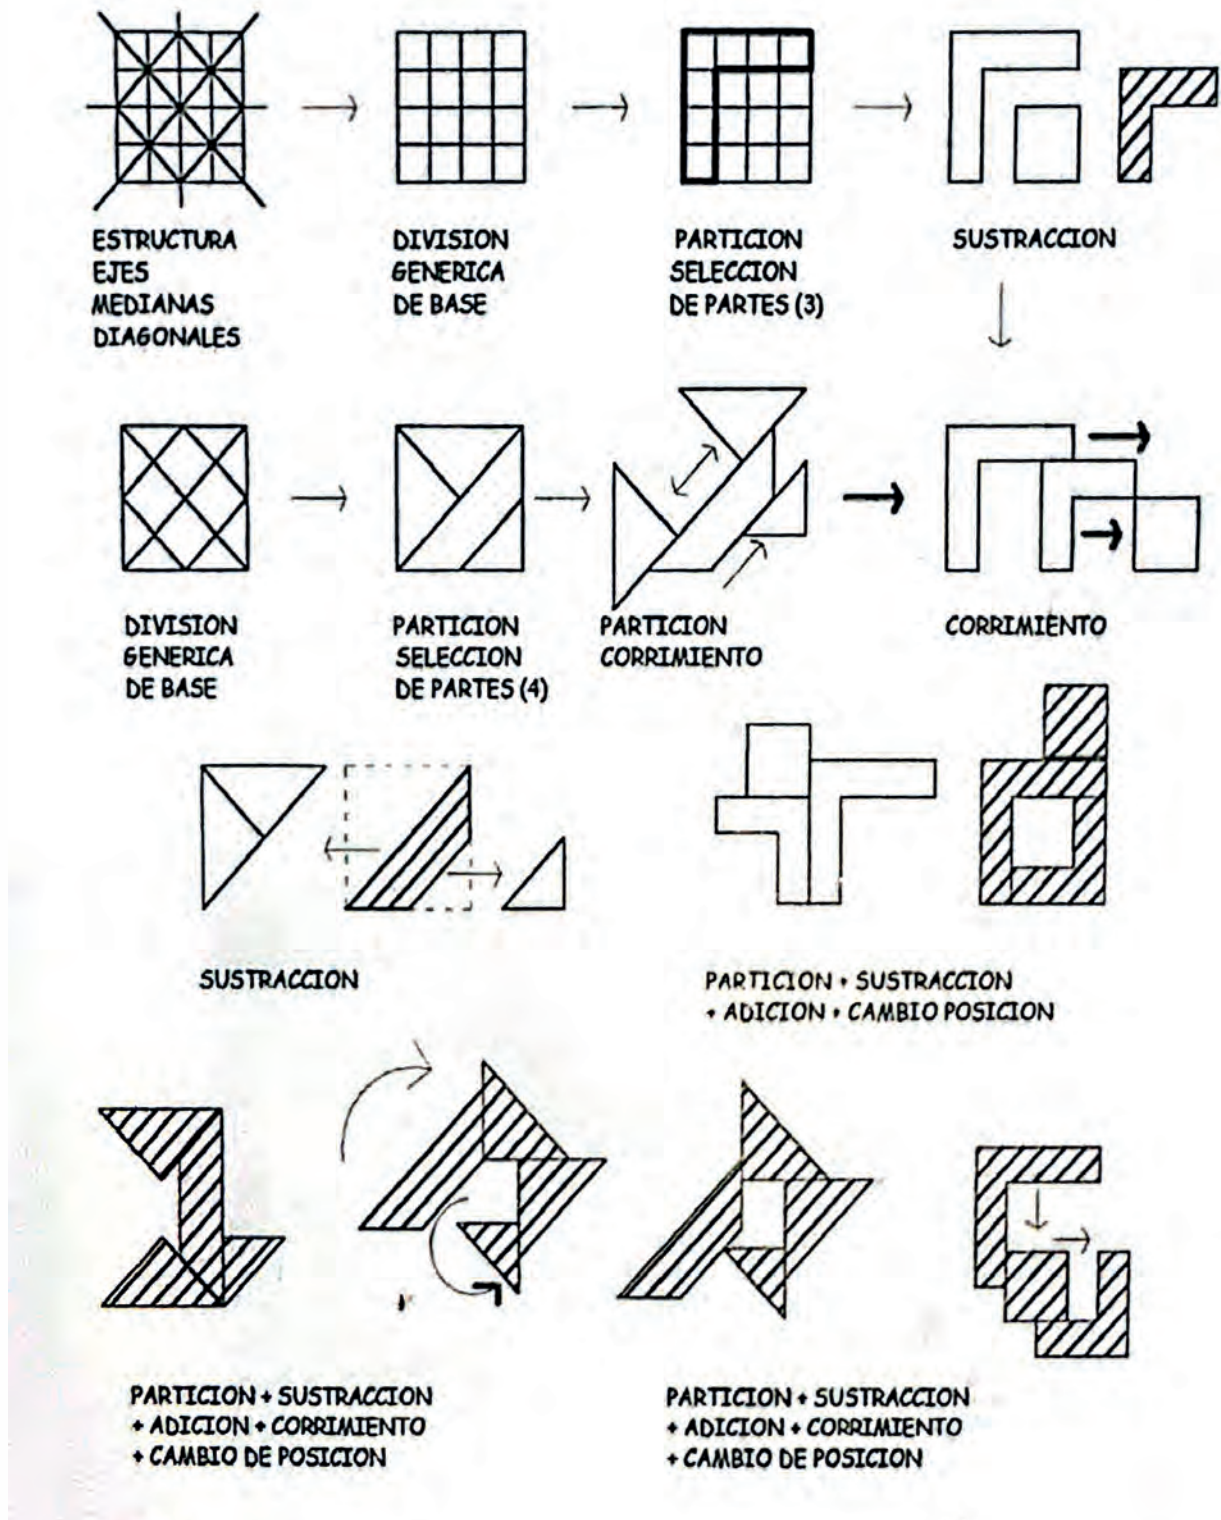 ESTRUCTURA
EJES
MEDIANAS
DIAGONALES
DIVISION
GENERICA
DE BASE
PARTICION
SELECCION
DE PARTES (3)
SUSTRACCION
DIVISION
GENERICA
DE BASE
PARTICION
SELECCION
DE PARTES (4)
PARTICION
CORRIMIENTO
CORRIMIENTO
SUSTRACCION
PARTICION + SUSTRACCION
+ ADICION + CAMBIO POSICION
PARTICION + SUSTRACCION
+ ADICION + CORRIMIENTO
+ CAMBIO DE POSICION
PARTICION + SUSTRACCION
+ ADICION + CORRIMIENTO
+ CAMBIO DE POSICION